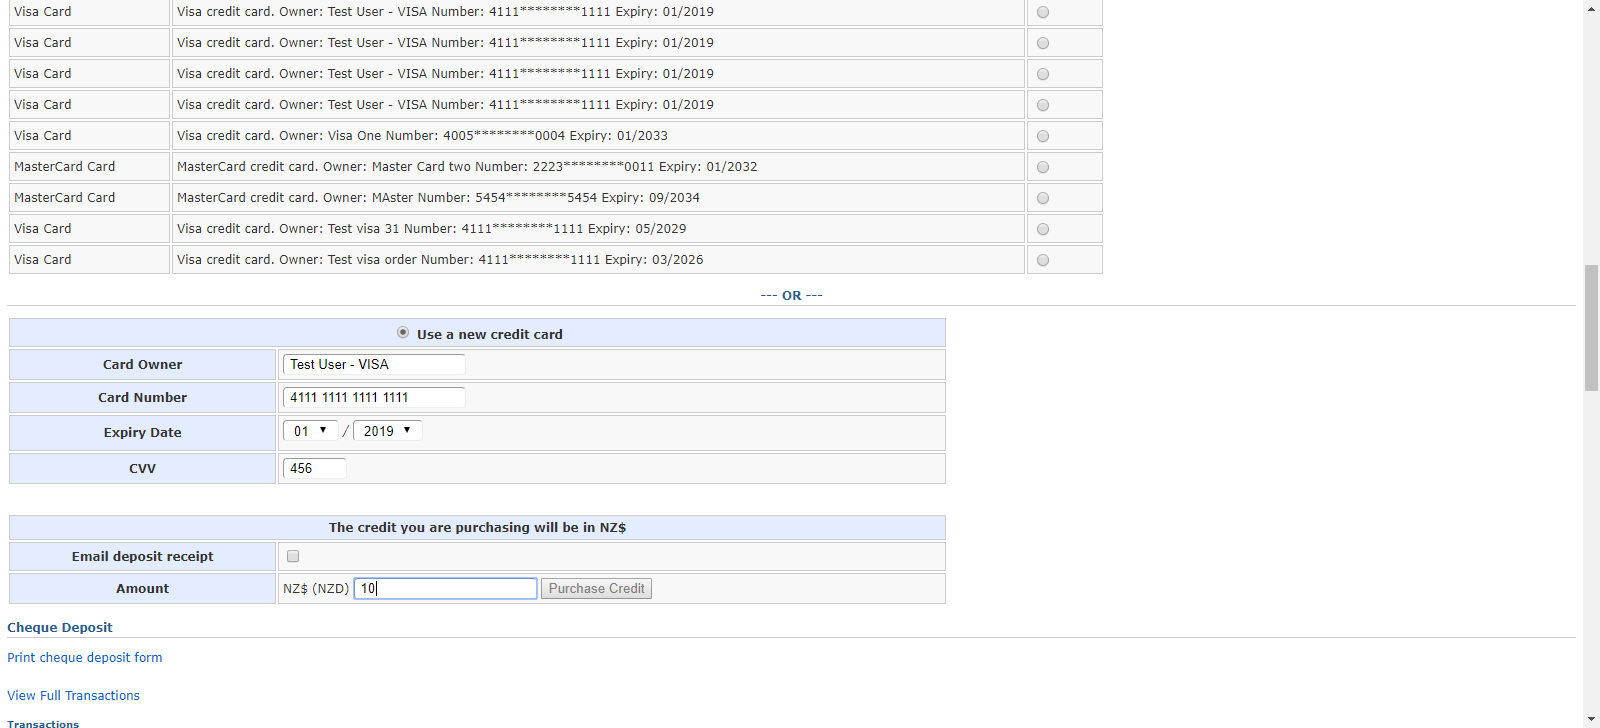 Visa Card Visa credit card. Owner: Test User - VISA Number: 4111********1111 Expiry: 01/2019
Visa Card Visa credit card. Owner: Test User - VISA Number: 4111********1111 Expiry: 01/2019
Visa Card Visa credit card. Owner: Test User - VISA Number: 4111********1111 Expiry: 01/2019
Visa Card Visa credit card. Owner: Test User - VISA Number: 4111********1111 Expiry: 01/2019
Visa Card Visa credit card. Owner: Visa One Number: 4005********0004 Expiry: 01/2033
MasterCard Card MasterCard credit card. Owner: Master Card two Number: 2223********0011 Expiry: 01/2032
MasterCard Card MasterCard credit card. Owner: MAster Number: 5454********5454 Expiry: 09/2034
Visa Card Visa credit card. Owner: Test visa 31 Number: 4111********1111 Expiry: 05/2029
Visa Card Visa credit card. Owner: Test visa order Number: 4111********1111 Expiry: 03/2026
--- OR ---
Use a new credit card
Card Owner Test User - VISA
Card Number 4111 1111 1111 1111
Expiry Date 01 / 2019
CVV 456
The credit you are purchasing will be in NZ$
Email deposit receipt
Amount NZ$ (NZD) 10 Purchase Credit
Cheque Deposit
Print cheque deposit form
View Full Transactions
Transactions